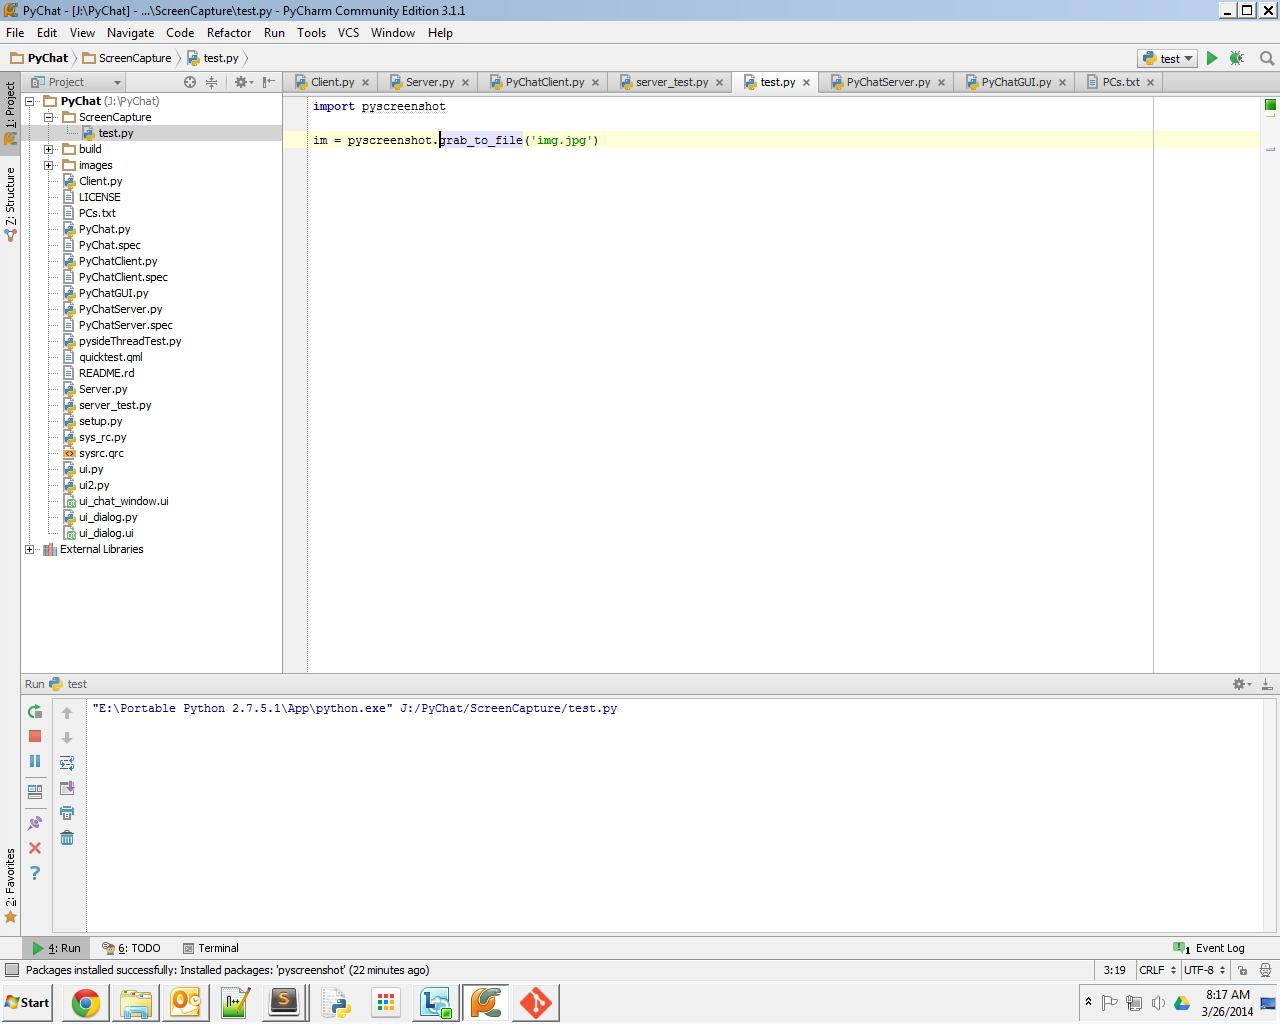 PyChat - [J:\PyChat] - ...\ScreenCapture\test.py - PyCharm Community Edition 3.1.1
File Edit View Navigate Code Refactor Run Tools VCS Window Help
PyChat ScreenCapture test.py test
1: Project
Z: Structure
2: Favorites
Project
Client.py Server.py PyChatClient.py server_test.py test.py PyChatServer.py PyChatGUI.py PCs.txt
PyChat (J:\PyChat)
ScreenCapture
test.py
build
images
Client.py
LICENSE
PCs.txt
PyChat.py
PyChat.spec
PyChatClient.py
PyChatClient.spec
PyChatGUI.py
PyChatServer.py
PyChatServer.spec
pysideThreadTest.py
quicktest.qml
README.rd
Server.py
server_test.py
setup.py
sys_rc.py
sysrc.qrc
ui.py
ui2.py
ui_chat_window.ui
ui_dialog.py
ui_dialog.ui
External Libraries
import pyscreenshot
im = pyscreenshot.grab_to_file('img.jpg')
Run test
"E:\Portable Python 2.7.5.1\App\python.exe" J:/PyChat/ScreenCapture/test.py
4: Run 6: TODO Terminal 1 Event Log
Packages installed successfully: Installed packages: 'pyscreenshot' (22 minutes ago) 3:19 CRLF UTF-8
Start
8:17 AM
3/26/2014